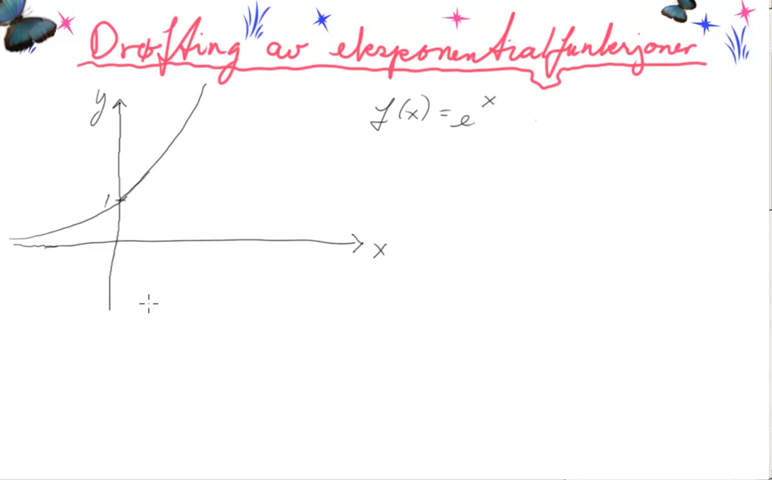 Drøfting av eksponentialfunksjoner
y
f(x) = e^x
1
x